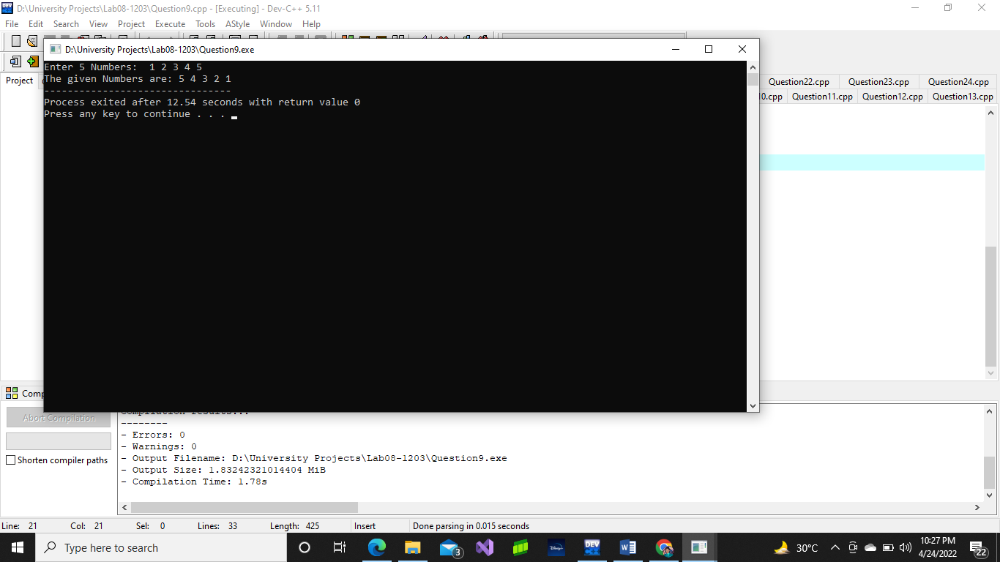 D:\University Projects\Lab08-1203\Question9.cpp - [Executing] - Dev-C++ 5.11
File Edit Search View Project Execute Tools AStyle Window Help
D:\University Projects\Lab08-1203\Question9.exe
Enter 5 Numbers:  1 2 3 4 5
The given Numbers are: 5 4 3 2 1
--------------------------------
Process exited after 12.54 seconds with return value 0
Press any key to continue . . .
Project
Question22.cpp Question23.cpp Question24.cpp
10.cpp Question11.cpp Question12.cpp Question13.cpp
Comp
Abort Compilation
Shorten compiler paths
Compilation results...
--------
- Errors: 0
- Warnings: 0
- Output Filename: D:\University Projects\Lab08-1203\Question9.exe
- Output Size: 1.83242321014404 MiB
- Compilation Time: 1.78s
Line: 21 Col: 21 Sel: 0 Lines: 33 Length: 425 Insert Done parsing in 0.015 seconds
Type here to search
3
DEV
Disney+
30°C
10:27 PM
4/24/2022
22